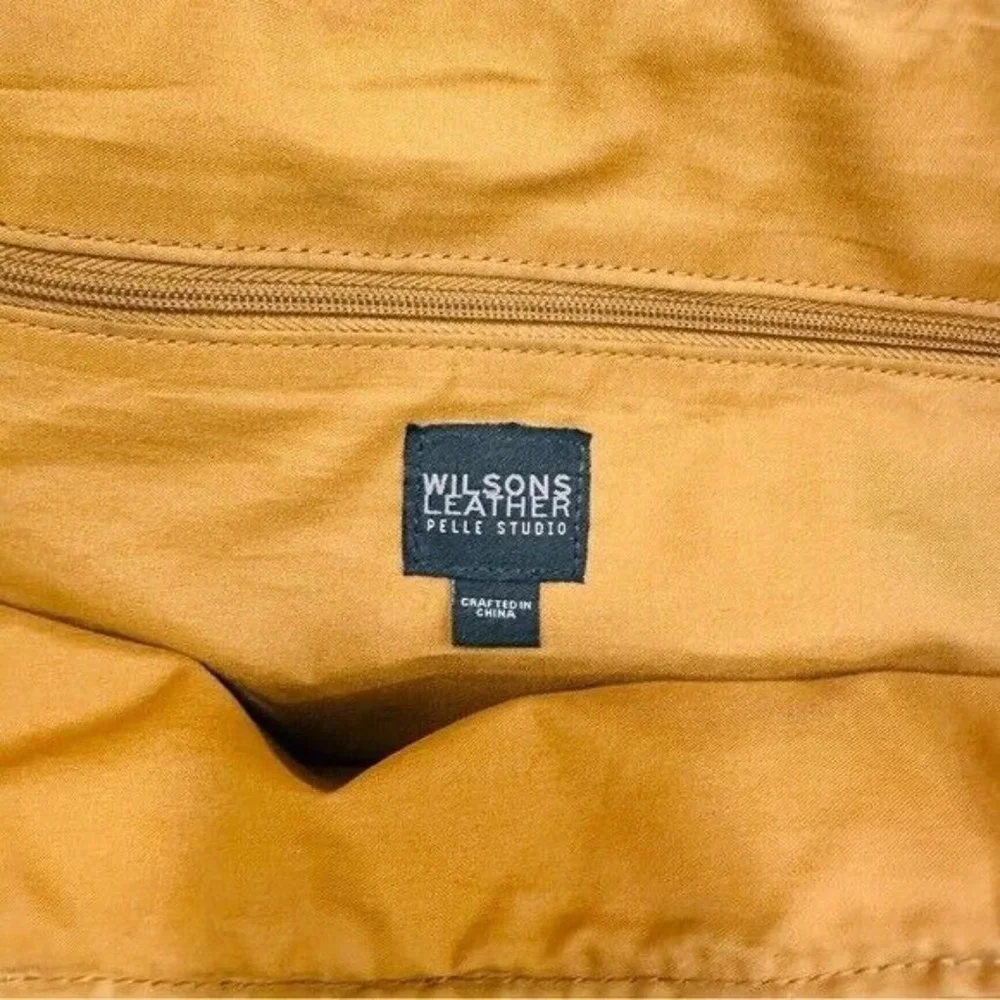 WILSONS
LEATHER
PELLE STUDIO
CRAFTED IN
CHINA